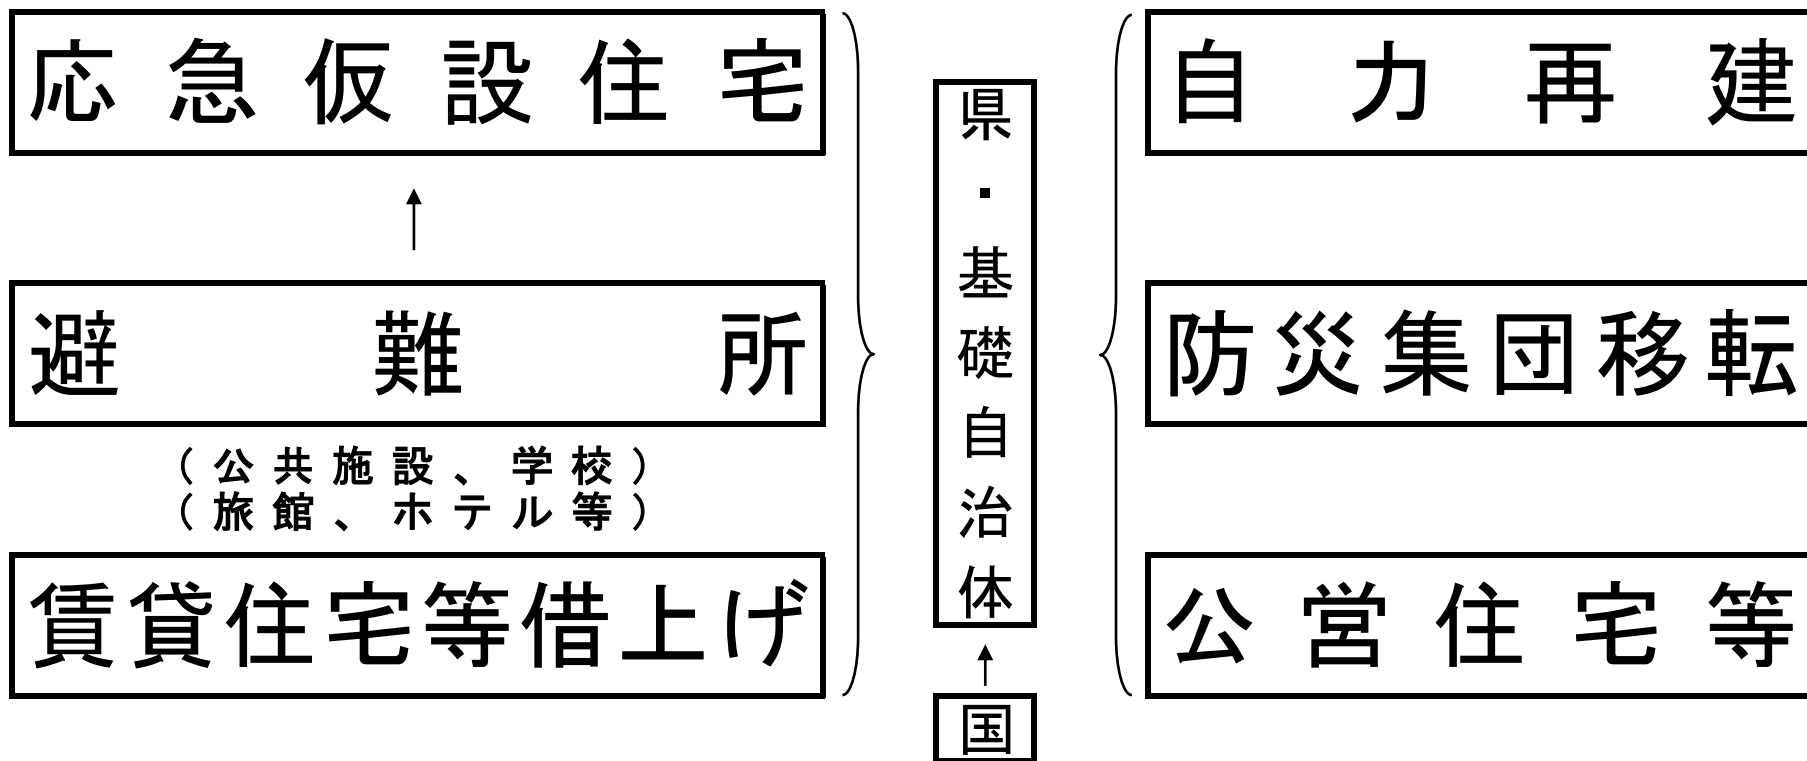 応急仮設住宅
避難所
（公共施設、学校）
（旅館、ホテル等）
賃貸住宅等借上げ
県・基礎自治体
国
自力再建
防災集団移転
公営住宅等